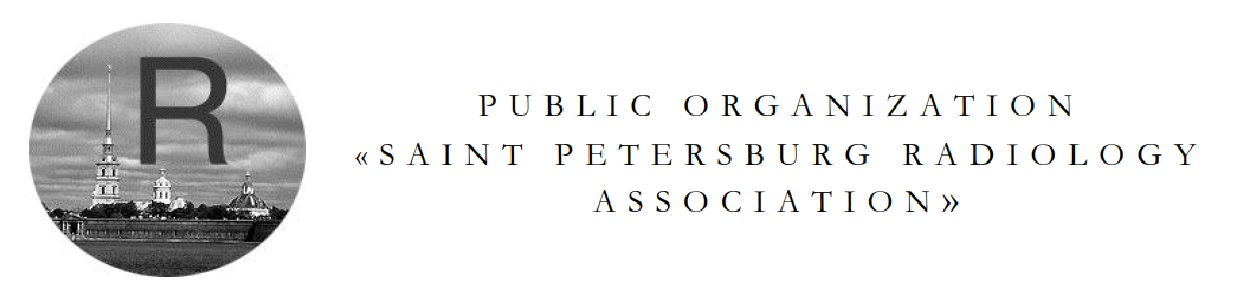 R
PUBLIC ORGANIZATION
«SAINT PETERSBURG RADIOLOGY
ASSOCIATION»